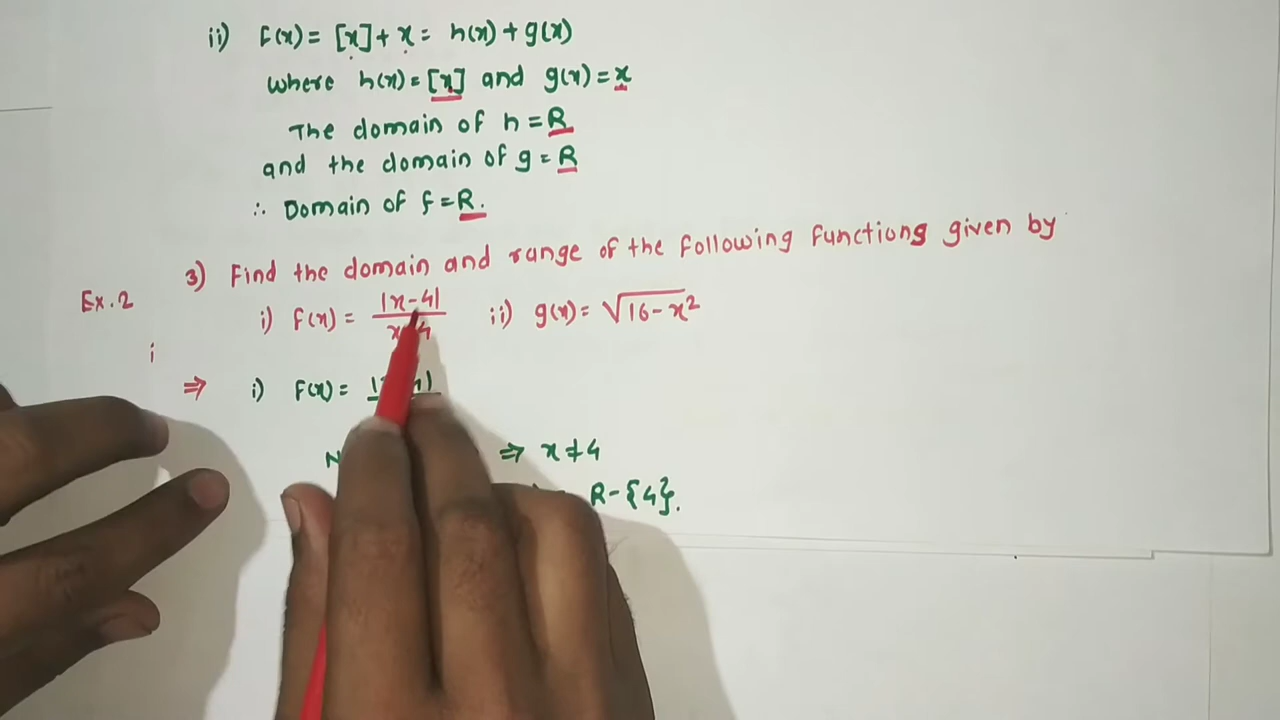 ii) f(x) = [x] + x = h(x) + g(x)
where h(x) = [x] and g(x) = x
The domain of h = R
and the domain of g = R
∴ Domain of f = R.
3) Find the domain and range of the following functions given by
Ex.2
i) f(x) = |x-4| / x-4 ii) g(x) = √16-x²
i
⇒ i) f(x) =
⇒ x ≠ 4
R-{4}.